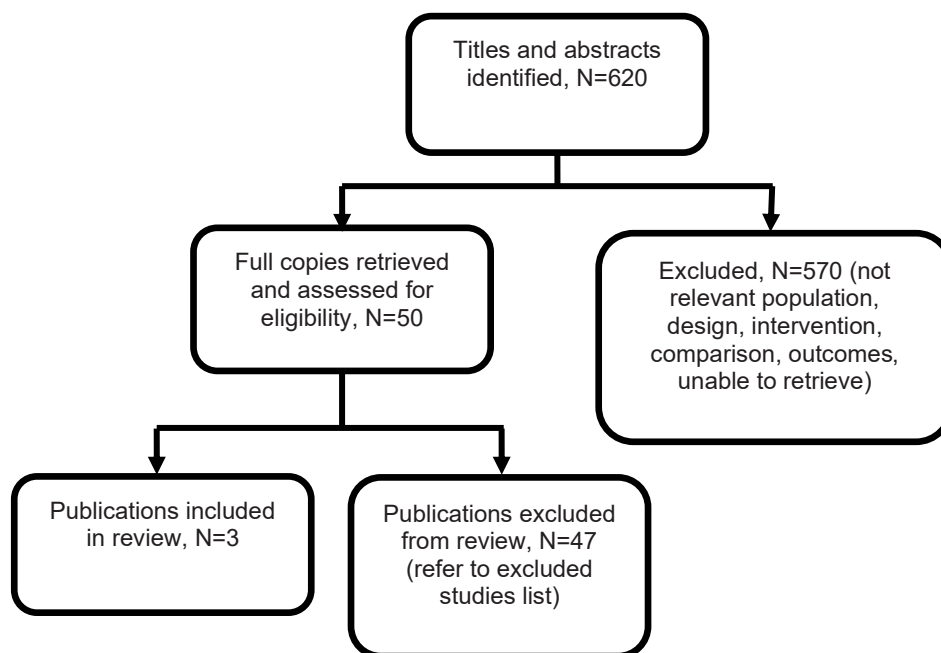 Titles and abstracts
identified, N=620
Full copies retrieved
and assessed for
eligibility, N=50
Excluded, N=570 (not
relevant population,
design, intervention,
comparison, outcomes,
unable to retrieve)
Publications included
in review, N=3
Publications excluded
from review, N=47
(refer to excluded
studies list)